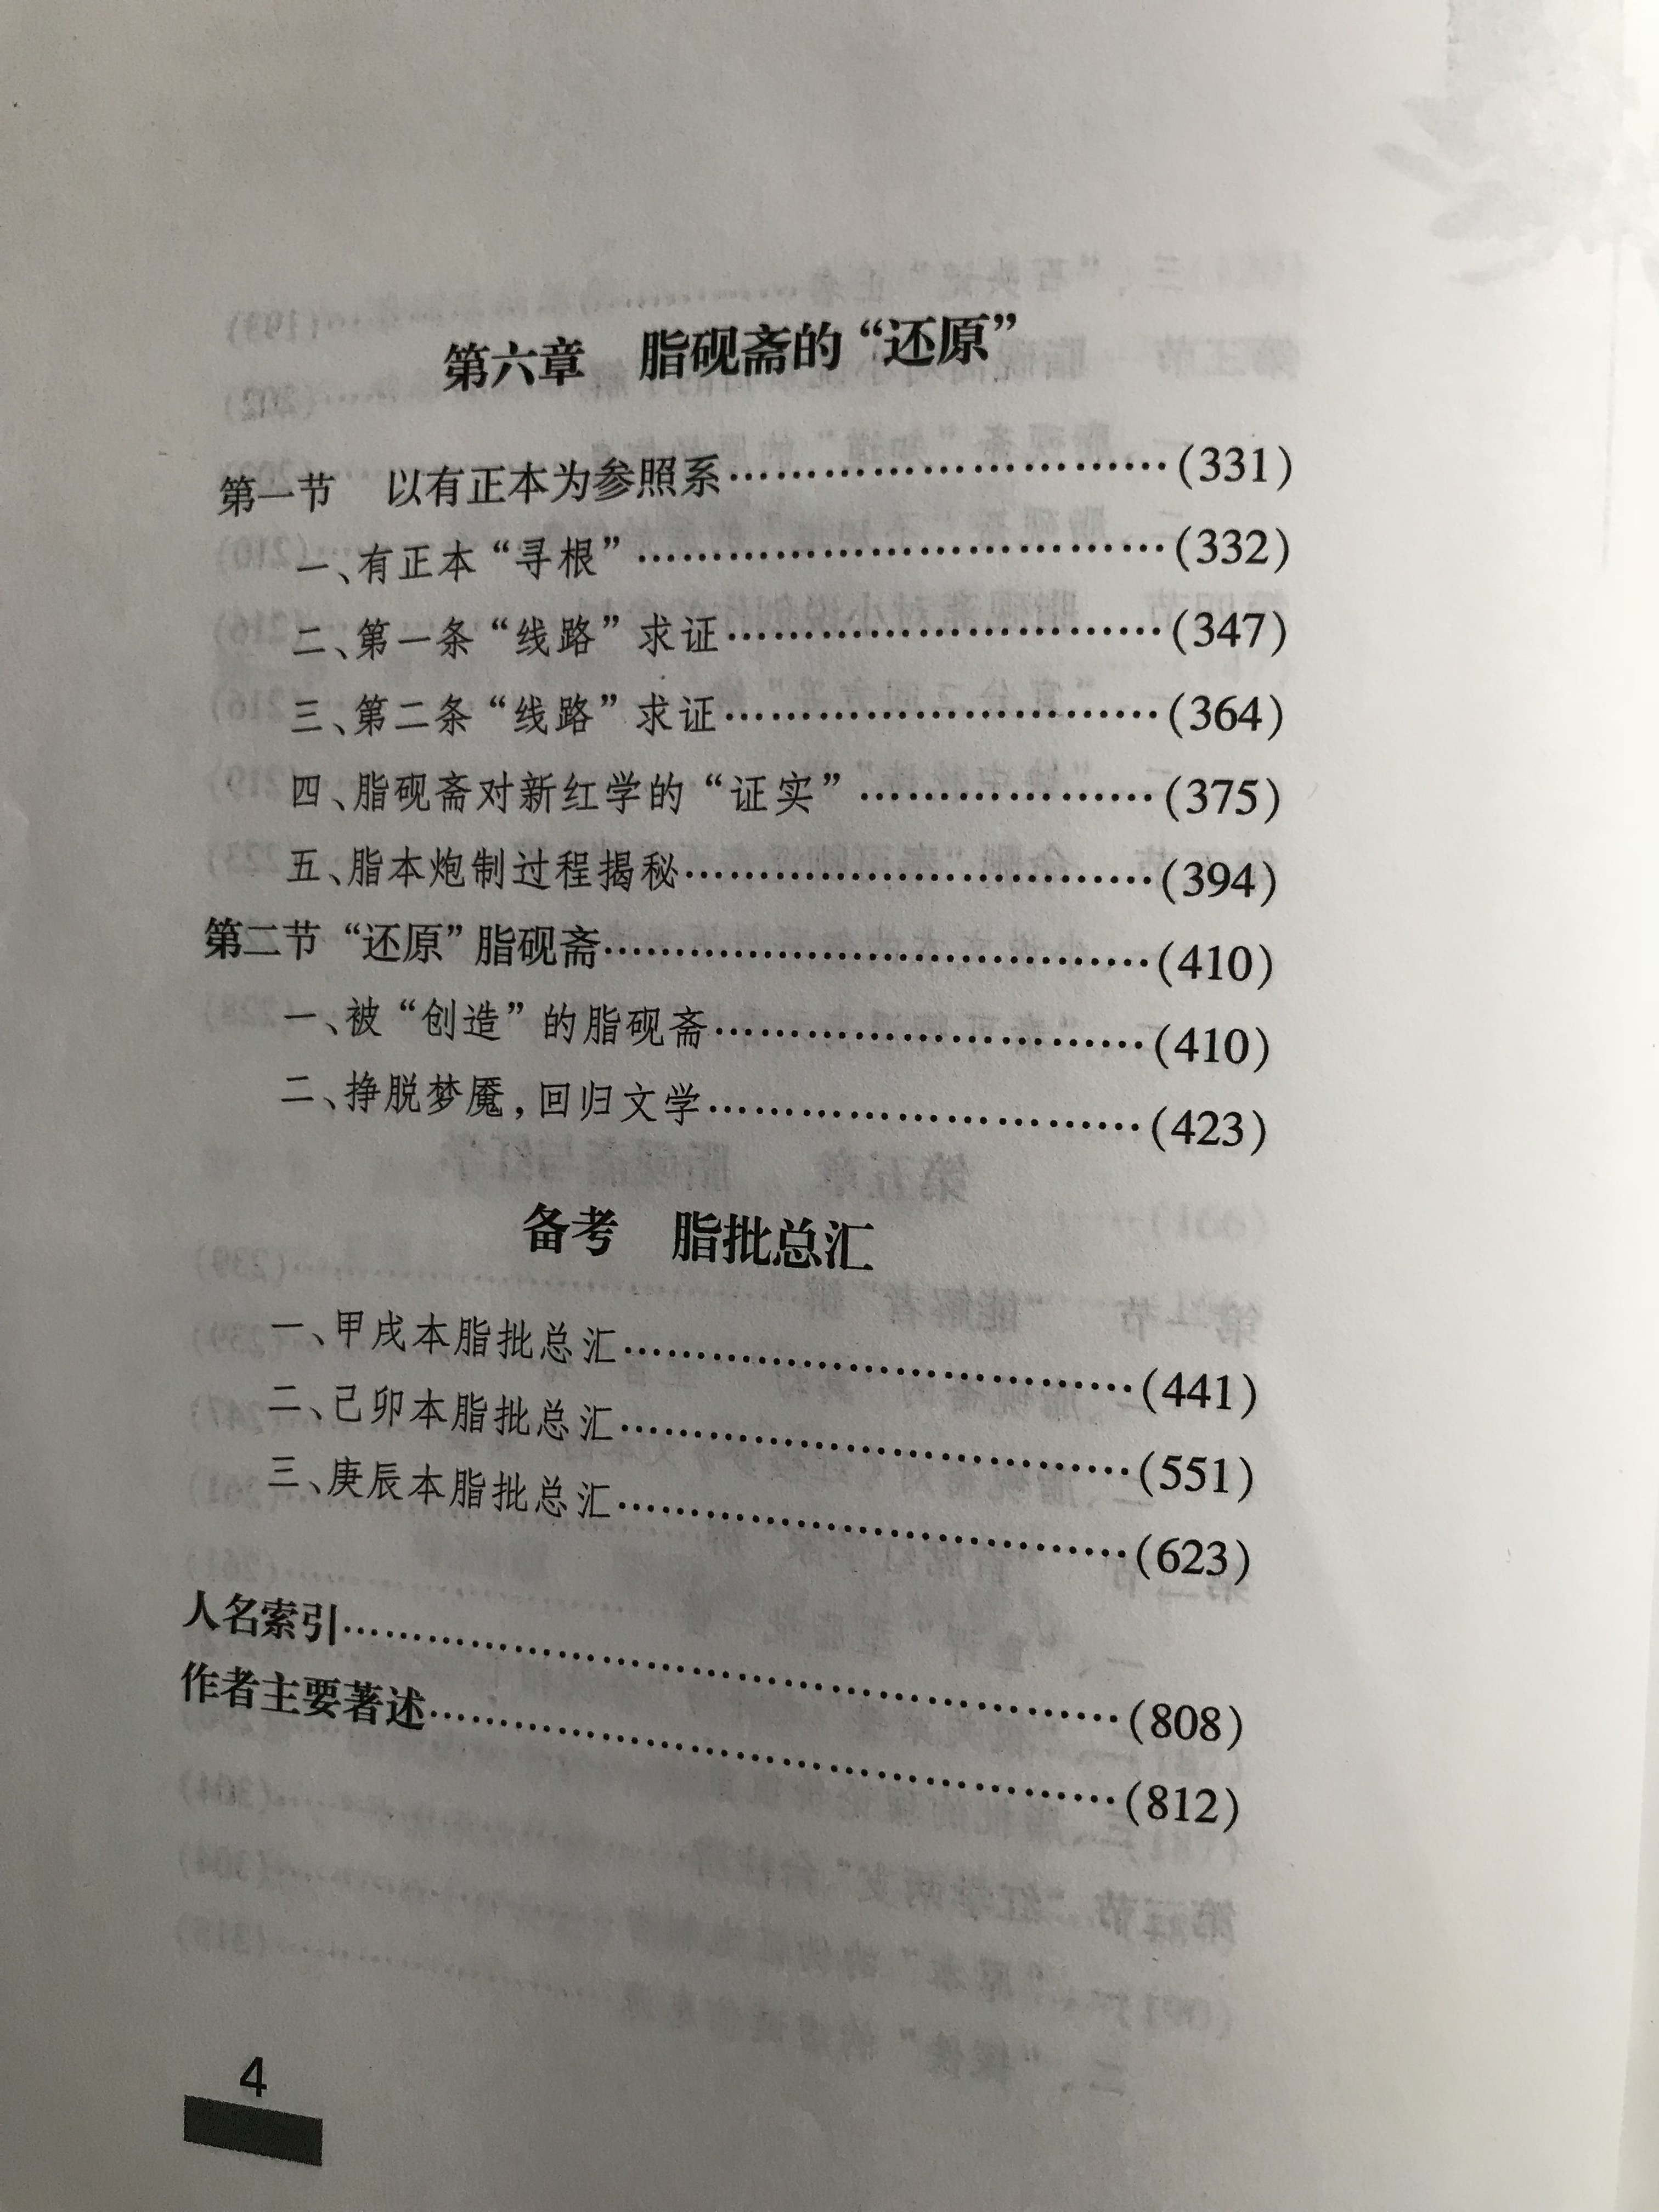 第六章 脂砚斋的“还原”
第一节 以有正本为参照系…………………………(331)
一、有正本“寻根”…………………………(332)
二、第一条“线路”求证…………………………(347)
三、第二条“线路”求证…………………………(364)
四、脂砚斋对新红学的“证实”…………………………(375)
五、脂本炮制过程揭秘…………………………(394)
第二节 “还原”脂砚斋…………………………(410)
一、被“创造”的脂砚斋…………………………(410)
二、挣脱梦魇,回归文学…………………………(423)
备考 脂批总汇
一、甲戌本脂批总汇…………………………(441)
二、己卯本脂批总汇…………………………(551)
三、庚辰本脂批总汇…………………………(623)
人名索引…………………………(808)
作者主要著述…………………………(812)
4